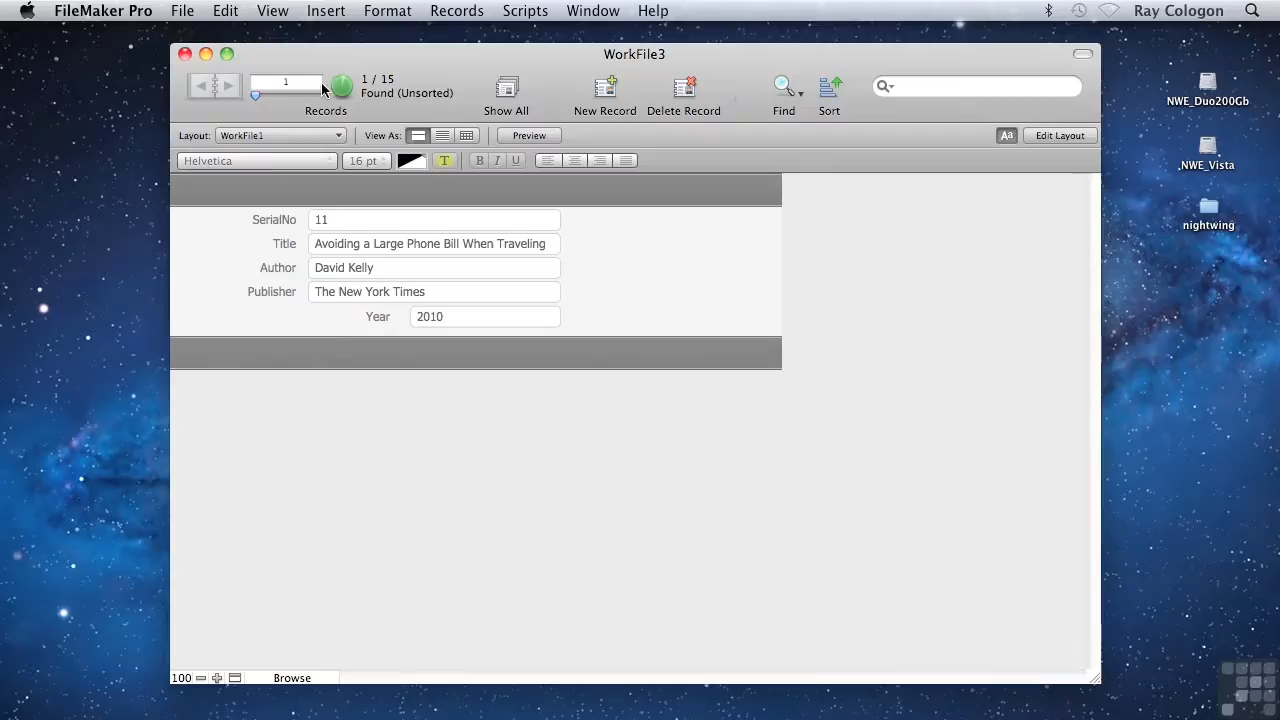 FileMaker Pro File Edit View Insert Format Records Scripts Window Help Ray Cologon
WorkFile3
1
1 / 15
Found (Unsorted)
Records
Show All
New Record
Delete Record
Find
Sort
Layout: WorkFile1 View As: Preview Aa Edit Layout
Helvetica 16 pt T B I U
SerialNo 11
Title Avoiding a Large Phone Bill When Traveling
Author David Kelly
Publisher The New York Times
Year 2010
100 Browse
NWE_Duo200Gb
NWE_Vista
nightwing